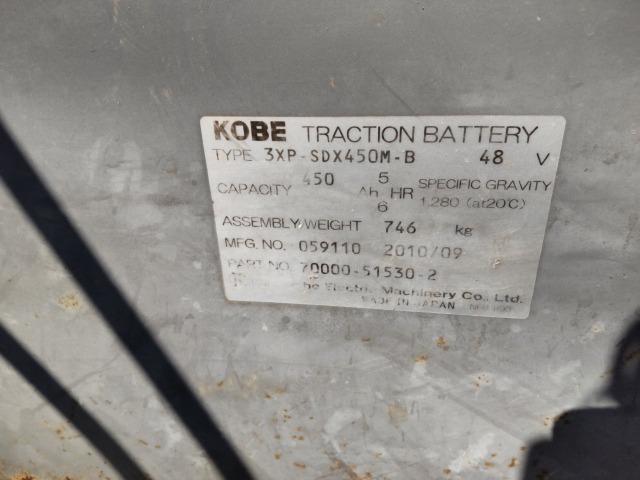 KOBE TRACTION BATTERY
TYPE 3XP-SDX450M-B 48 V
CAPACITY 450 Ah 5 HR SPECIFIC GRAVITY
6 1.280 (at20℃)
ASSEMBLY/WEIGHT 746 kg
MFG. NO. 059110 2010/09
PART NO. 70000-51530-2
Electric Machinery Co., Ltd.
MADE IN JAPAN